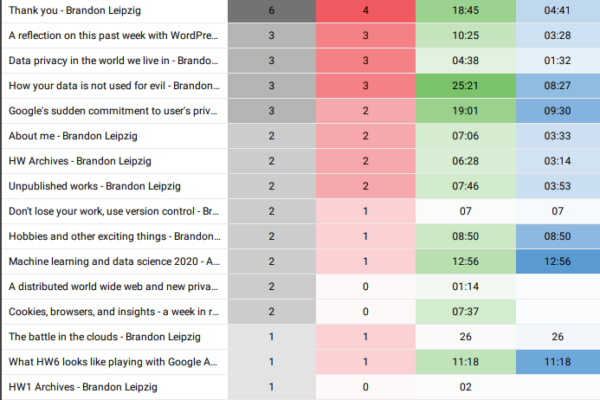 Thank you - Brandon Leipzig 6 4 18:45 04:41
A reflection on this past week with WordPre... 3 3 10:25 03:28
Data privacy in the world we live in - Brando... 3 3 04:38 01:32
How your data is not used for evil - Brandon... 3 3 25:21 08:27
Google's sudden commitment to user's priv... 3 2 19:01 09:30
About me - Brandon Leipzig 2 2 07:06 03:33
HW Archives - Brandon Leipzig 2 2 06:28 03:14
Unpublished works - Brandon Leipzig 2 2 07:46 03:53
Don't lose your work, use version control - Br... 2 1 07 07
Hobbies and other exciting things - Brandon... 2 1 08:50 08:50
Machine learning and data science 2020 - A... 2 1 12:56 12:56
A distributed world wide web and new priva... 2 0 01:14
Cookies, browsers, and insights - a week in r... 2 0 07:37
The battle in the clouds - Brandon Leipzig 1 1 26 26
What HW6 looks like playing with Google A... 1 1 11:18 11:18
HW1 Archives - Brandon Leipzig 1 0 02